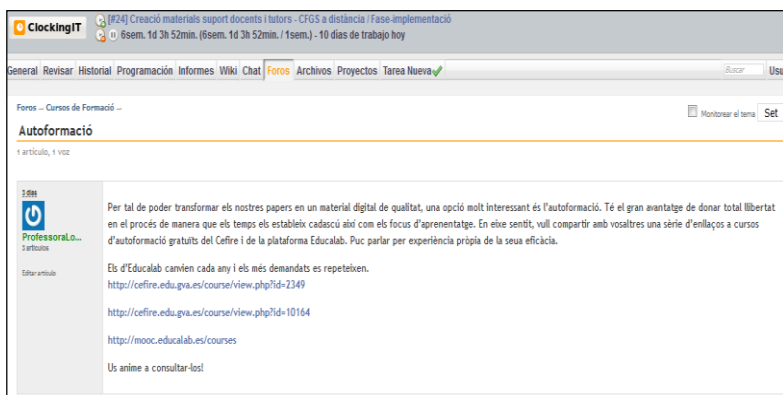 ClockingIT
[#24] Creació materials suport docents i tutors - CFGS a distància / Fase-implementació
6sem. 1d 3h 52min. (6sem. 1d 3h 52min. / 1sem.) - 10 días de trabajo hoy
General Revisar Historial Programación Informes Wiki Chat Foros Archivos Proyectos Tarea Nueva Buscar Usu
Foros -- Cursos de Formació --
Monitorear el tema Set
Autoformació
1 artículo, 1 voz
3 días
ProfessoraLo...
3 artículos
Editar artículo
Per tal de poder transformar els nostres papers en un material digital de qualitat, una opció molt interessant és l'autoformació. Té el gran avantatge de donar total llibertat
en el procés de manera que els temps els estableix cadascú així com els focus d'aprenentatge. En eixe sentit, vull compartir amb vosaltres una sèrie d'enllaços a cursos
d'autoformació gratuïts del Cefire i de la plataforma Educalab. Puc parlar per experiència pròpia de la seua eficàcia.
Els d'Educalab canvien cada any i els més demandats es repeteixen.
http://cefire.edu.gva.es/course/view.php?id=2349
http://cefire.edu.gva.es/course/view.php?id=10164
http://mooc.educalab.es/courses
Us anime a consultar-los!